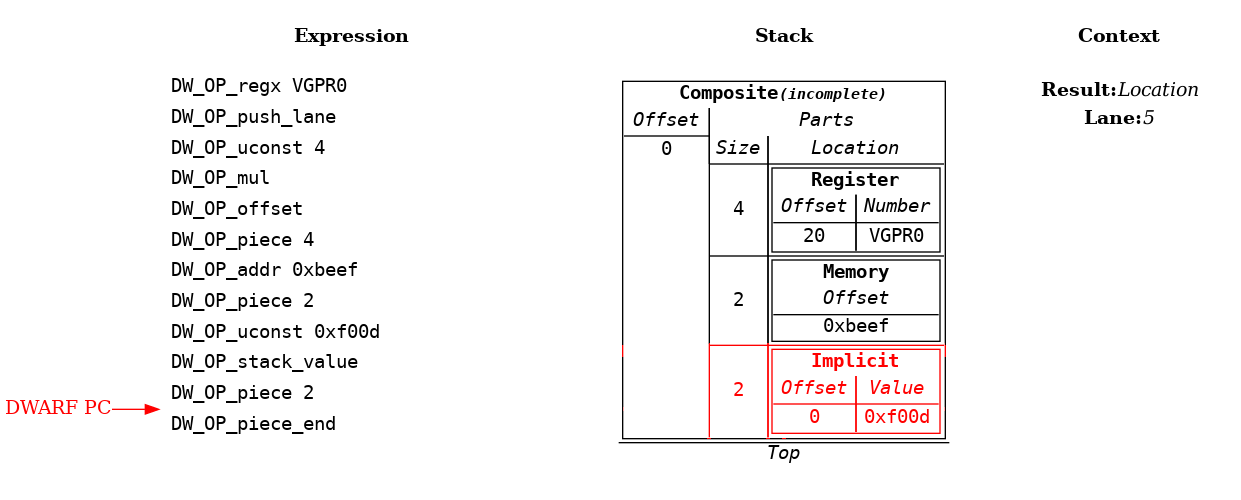 Expression Stack Context
DW_OP_regx VGPR0
DW_OP_push_lane
DW_OP_uconst 4
DW_OP_mul
DW_OP_offset
DW_OP_piece 4
DW_OP_addr 0xbeef
DW_OP_piece 2
DW_OP_uconst 0xf00d
DW_OP_stack_value
DW_OP_piece 2
DWARF PC
DW_OP_piece_end
Composite(incomplete)
Offset Parts
0 Size Location
4
Register
Offset Number
20 VGPR0
2
Memory
Offset
0xbeef
2
Implicit
Offset Value
0 0xf00d
Top
Result:Location
Lane:5